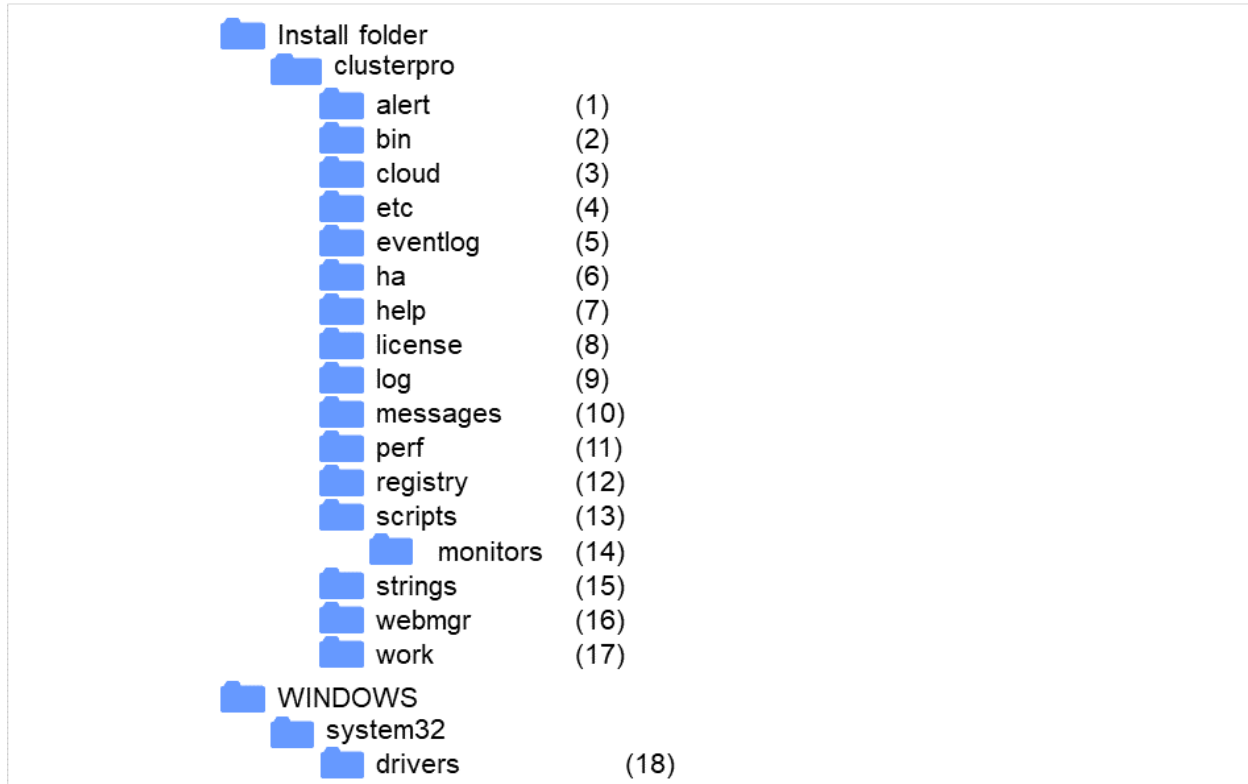 Install folder
clusterpro
alert (1)
bin (2)
cloud (3)
etc (4)
eventlog (5)
ha (6)
help (7)
license (8)
log (9)
messages (10)
perf (11)
registry (12)
scripts (13)
monitors (14)
strings (15)
webmgr (16)
work (17)
WINDOWS
system32
drivers (18)